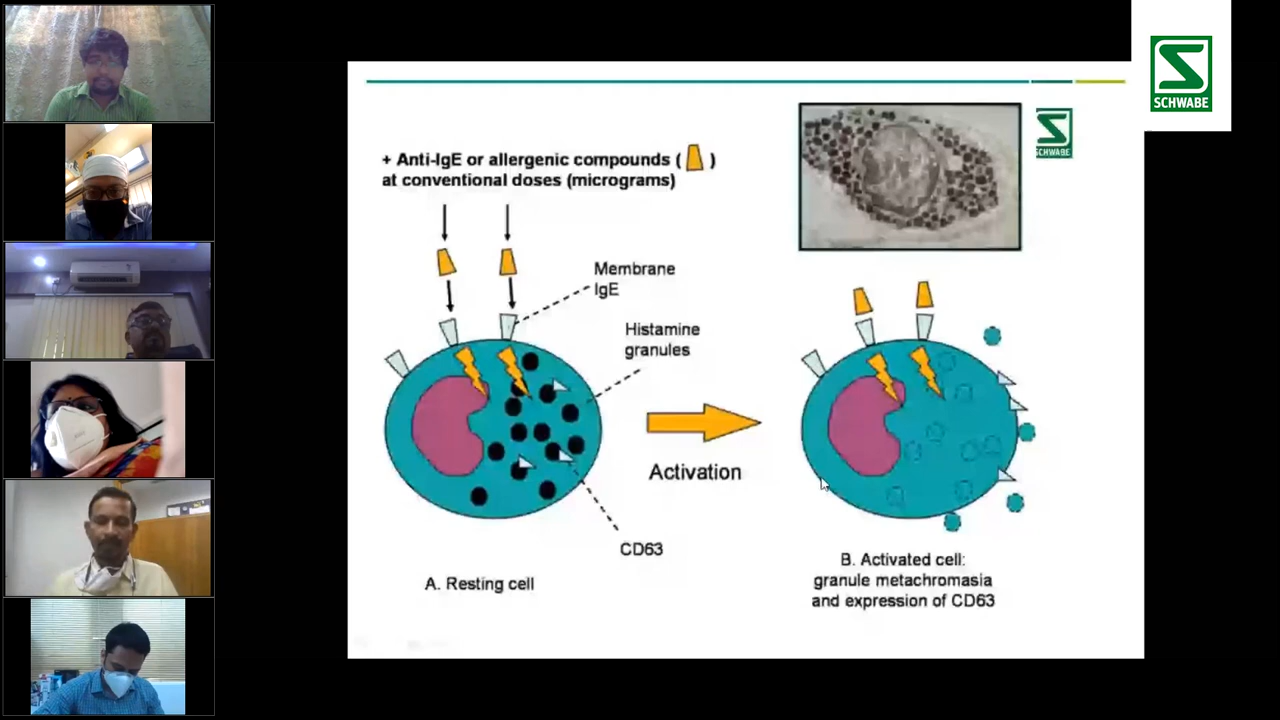 SCHWABE
SCHWABE
+ Anti-IgE or allergenic compounds ( )
at conventional doses (micrograms)
Membrane
IgE
Histamine
granules
Activation
CD63
A. Resting cell
B. Activated cell:
granule metachromasia
and expression of CD63